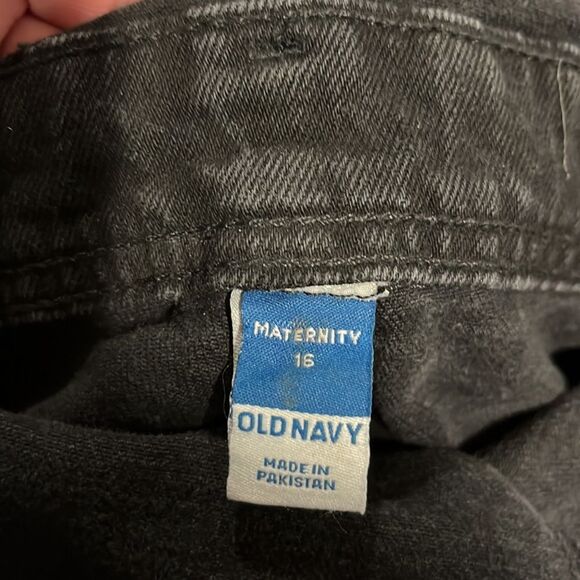 MATERNITY
16
OLD NAVY
MADE IN
PAKISTAN